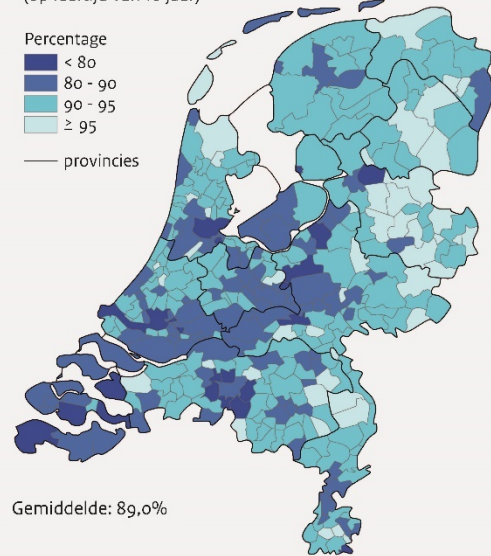 Percentage
< 80
80 - 90
90 - 95
≥ 95
provincies
Gemiddelde: 89,0%